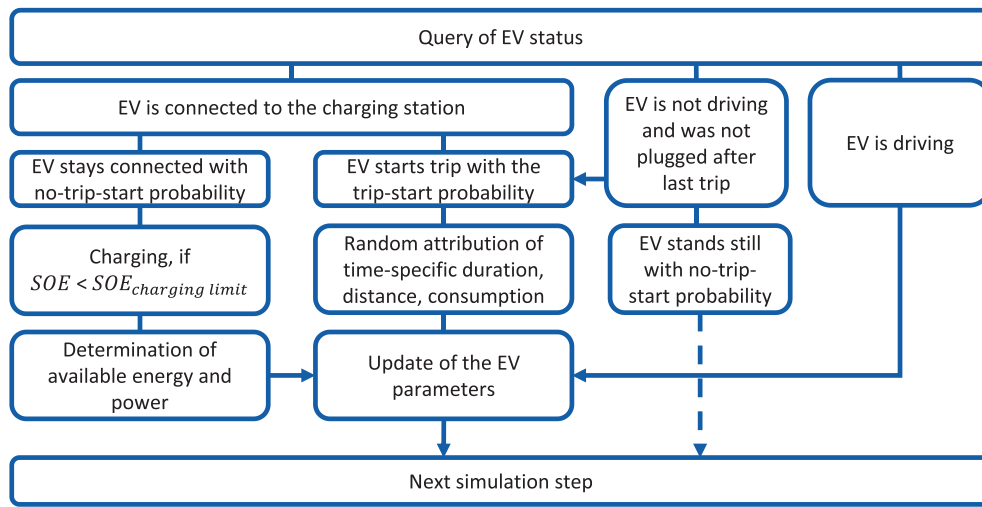 Query of EV status
EV is connected to the charging station
EV is not driving
and was not
plugged after
last trip
EV is driving
EV stays connected with
no-trip-start probability
EV starts trip with the
trip-start probability
Charging, if
SOE < SOE charging limit
Random attribution of
time-specific duration,
distance, consumption
EV stands still
with no-trip-
start probability
Determination of
available energy and
power
Update of the EV
parameters
Next simulation step